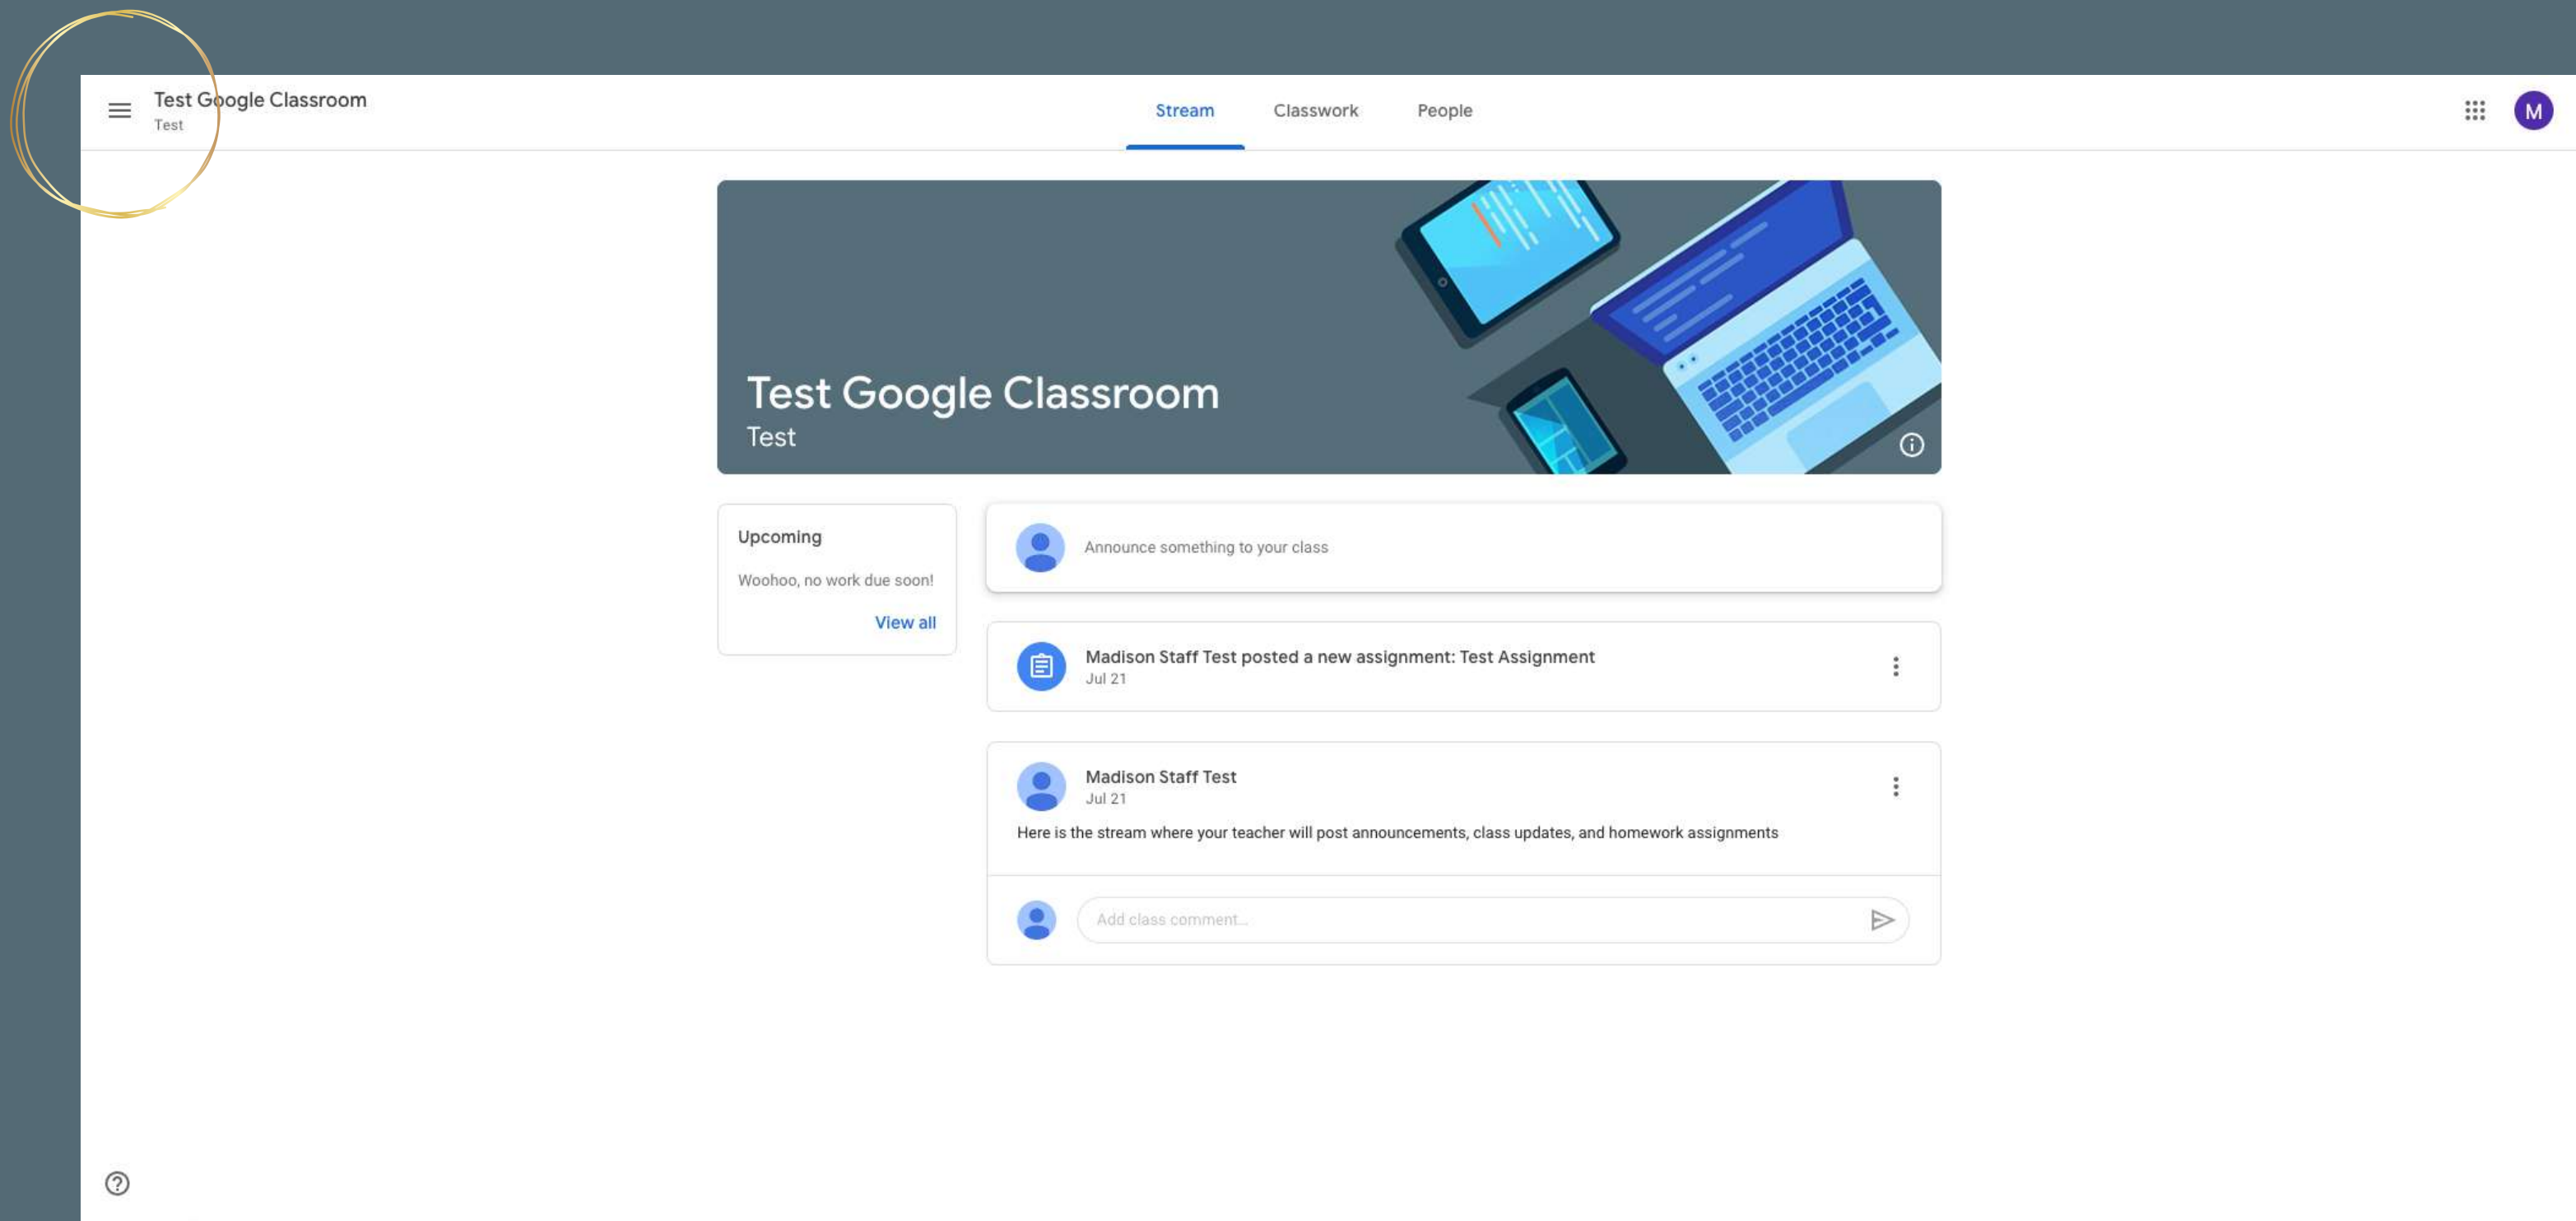 Test Google Classroom
Test
Stream
Classwork
People
M
Test Google Classroom
Test
Upcoming
Woohoo, no work due soon!
View all
Announce something to your class
Madison Staff Test posted a new assignment: Test Assignment
Jul 21
Madison Staff Test
Jul 21
Here is the stream where your teacher will post announcements, class updates, and homework assignments
Add class comment...